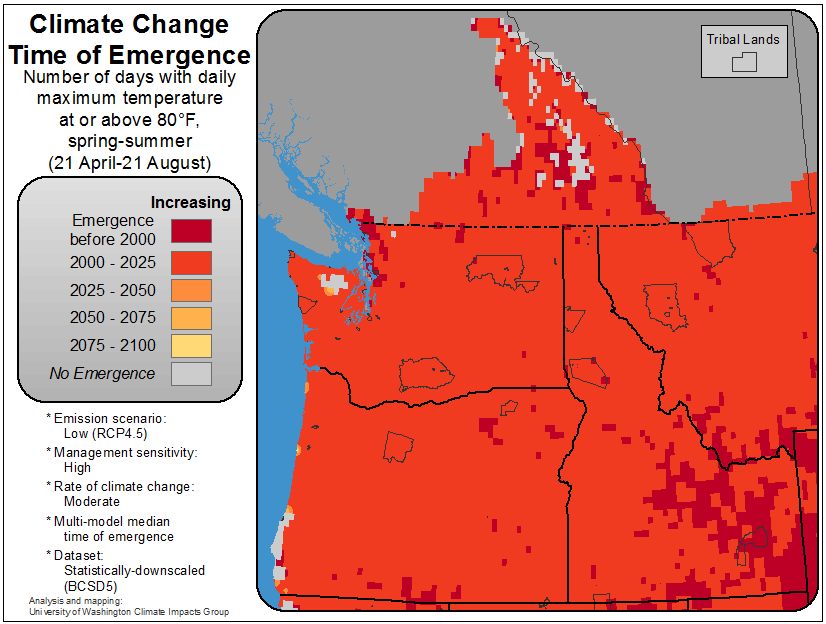 Climate Change
Time of Emergence
Number of days with daily
maximum temperature
at or above 80°F,
spring-summer
(21 April-21 August)
Increasing
Emergence
before 2000
2000 - 2025
2025 - 2050
2050 - 2075
2075 - 2100
No Emergence
* Emission scenario:
Low (RCP4.5)
* Management sensitivity:
High
* Rate of climate change:
Moderate
* Multi-model median
time of emergence
* Dataset:
Statistically-downscaled
(BCSD5)
Analysis and mapping:
University of Washington Climate Impacts Group
Tribal Lands